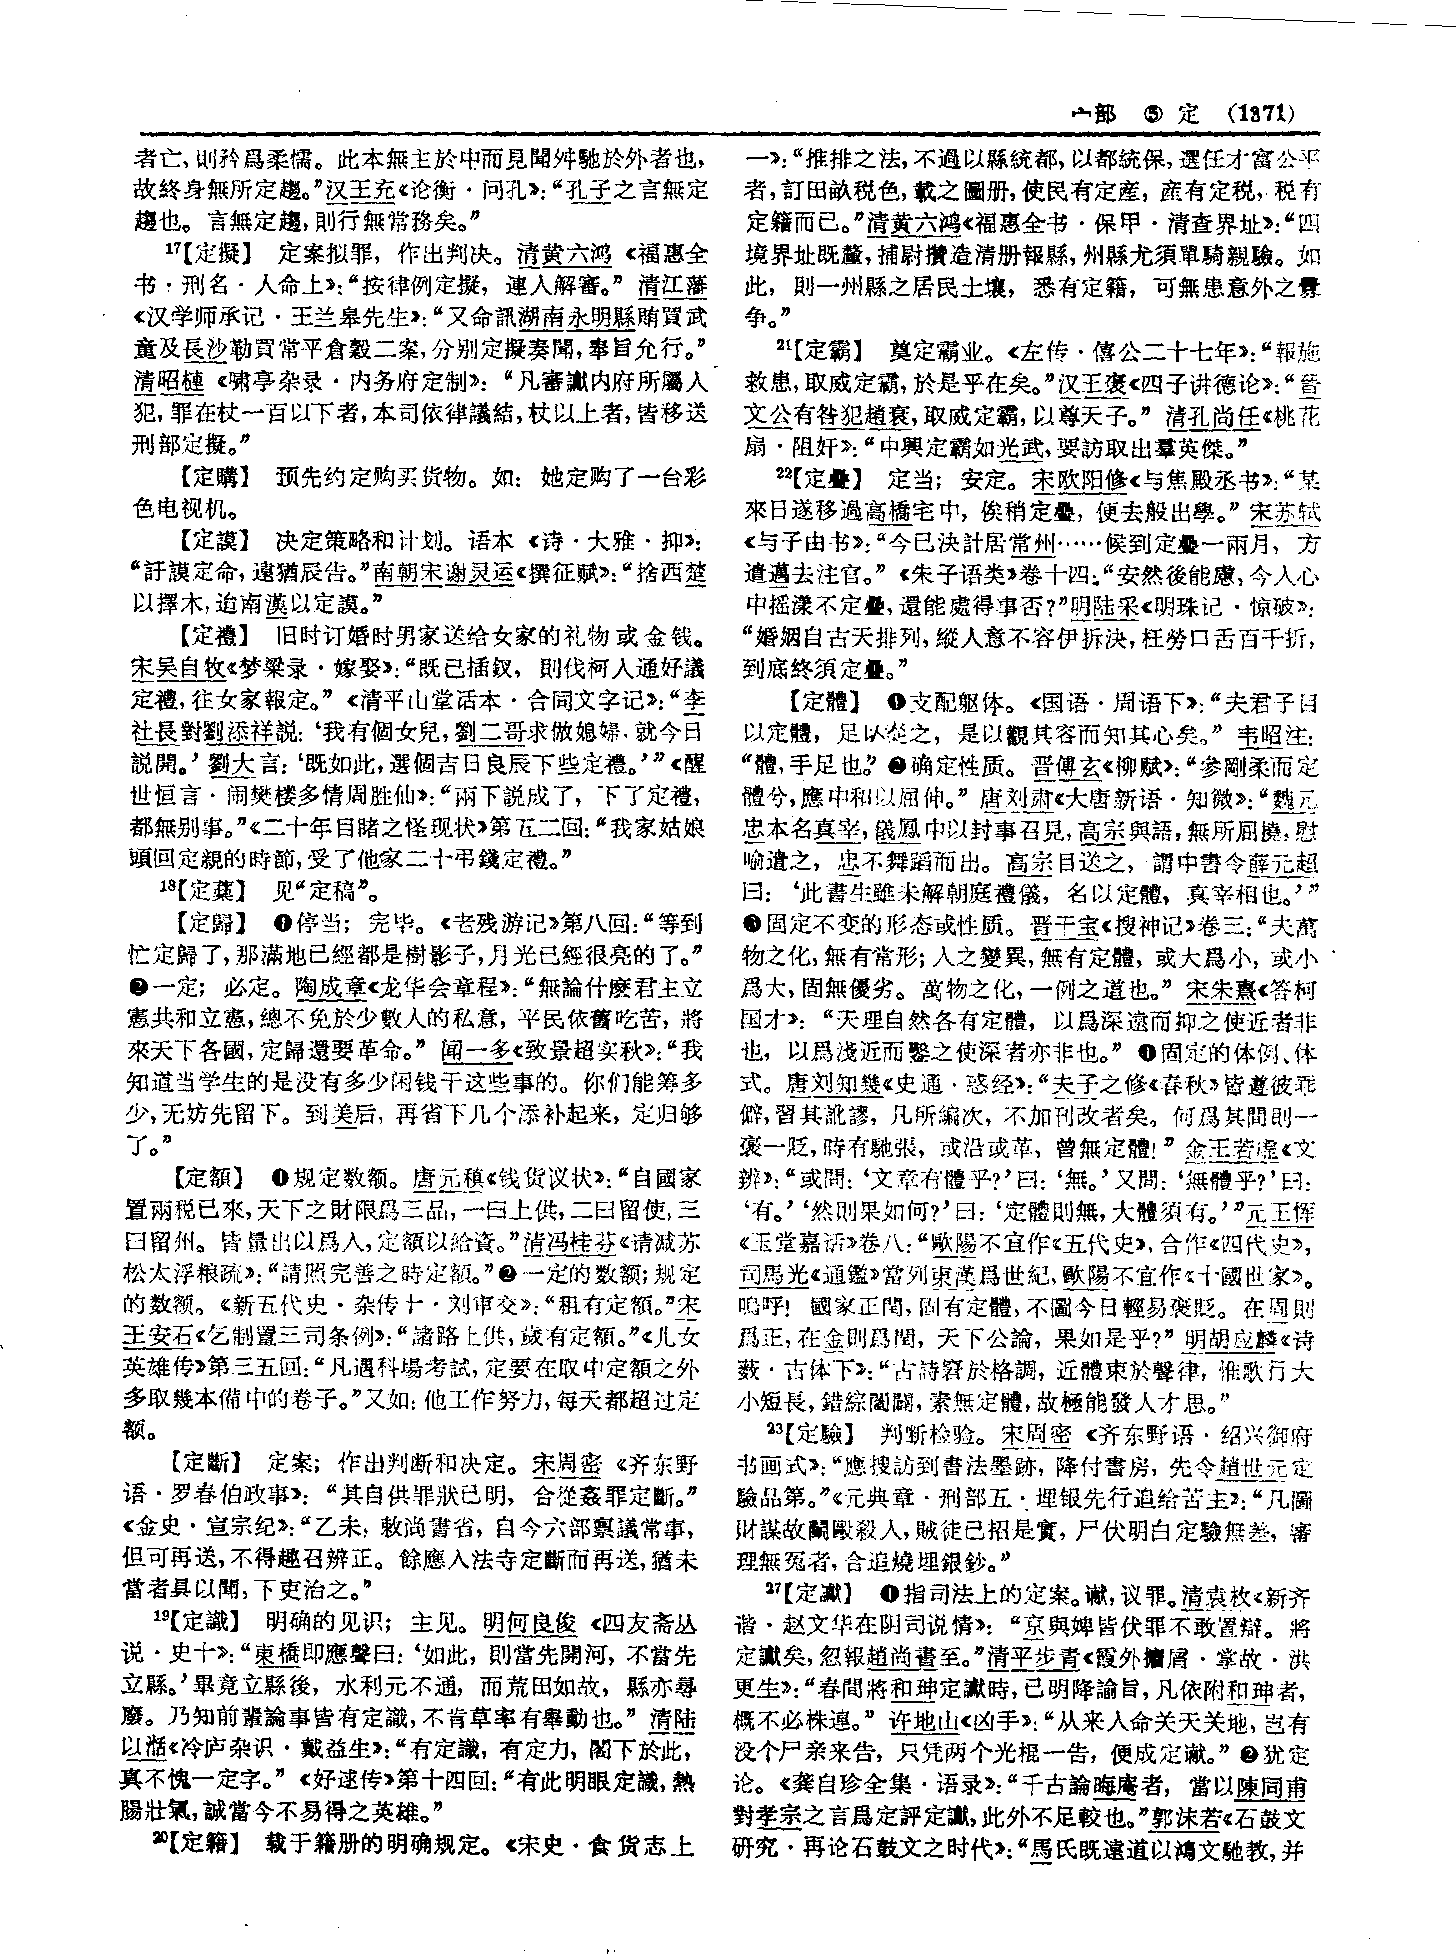 宀部 ⑤ 定 (1371)
者亡，则矜爲柔懦。此本無主於中而見聞舛馳於外者也，
故終身無所定趨。”汉王充《论衡·问孔》：“孔子之言無定
趨也。言無定趨，則行無常務矣。”
17【定擬】 定案拟罪，作出判决。清黄六鸿《福惠全
书·刑名·人命上》：“按律例定擬，連人解審。”清江藩
《汉学师承记·王兰皋先生》：“又命訊湖南永明縣賄買武
童及長沙勒買常平倉穀二案，分别定擬奏聞，奉旨允行。”
清昭槤《啸亭杂录·内务府定制》：“凡審讞内府所屬人
犯，罪在杖一百以下者，本司依律議結，杖以上者，皆移送
刑部定擬。”
【定購】 预先约定购买货物。如：她定购了一台彩
色电视机。
【定謨】 决定策略和计划。语本《诗·大雅·抑》：
“訏謨定命，遠猶辰告。”南朝宋谢灵运《撰征赋》：“捨西楚
以擇木，迨南漢以定謨。”
【定禮】 旧时订婚时男家送给女家的礼物或金钱。
宋吴自牧《梦粱录·嫁娶》：“既已插釵，則伐柯人通好議
定禮，往女家報定。”《清平山堂话本·合同文字记》：“李
社長對劉添祥説：‘我有個女兒，劉二哥求做媳婦，就今日
説開。’劉大言：‘既如此，選個吉日良辰下些定禮。’”《醒
世恒言·闹樊楼多情周胜仙》：“兩下説成了，下了定禮，
都無别事。”《二十年目睹之怪现状》第五二回：“我家姑娘
頭回定親的時節，受了他家二十弔錢定禮。”
18【定藁】 见“定稿”。
【定歸】 ❶停当；完毕。《老残游记》第八回：“等到
忙定歸了，那滿地已經都是樹影子，月光已經很亮的了。”
❷一定；必定。陶成章《龙华会章程》：“無論什麽君主立
憲共和立憲，總不免於少數人的私意，平民依舊吃苦，將
來天下各國，定歸還要革命。”闻一多《致景超实秋》：“我
知道当学生的是没有多少闲钱干这些事的。你们能筹多
少，无妨先留下。到美后，再省下几个添补起来，定归够
了。”
【定額】 ❶规定数额。唐元稹《钱货议状》：“自國家
置兩税已來，天下之財限爲三品，一曰上供，二曰留使，三
曰留州。皆量出以爲入，定額以給資。”清冯桂芬《请减苏
松太浮粮疏》：“請照完善之時定額。”❷一定的数额；规定
的数额。《新五代史·杂传十·刘审交》：“租有定額。”宋
王安石《乞制置三司条例》：“諸路上供，歲有定額。”《儿女
英雄传》第三五回：“凡遇科場考試，定要在取中定額之外
多取幾本備中的卷子。”又如：他工作努力，每天都超过定
额。
【定斷】 定案；作出判断和决定。宋周密《齐东野
语·罗春伯政事》：“其自供罪狀已明，合從姦罪定斷。”
《金史·宣宗纪》：“乙未，敕尚書省，自今六部禀議常事，
但可再送，不得趣召辨正。餘應入法寺定斷而再送，猶未
當者具以聞，下吏治之。”
19【定識】 明确的见识；主见。明何良俊《四友斋丛
说·史十》：“東橋即應聲曰：‘如此，則當先開河，不當先
立縣。’畢竟立縣後，水利元不通，而荒田如故，縣亦尋
廢。乃知前輩論事皆有定識，不肯草率有舉動也。”清陆
以湉《冷庐杂识·戴益生》：“有定識，有定力，閣下於此，
真不愧一定字。”《好逑传》第十四回：“有此明眼定識，熱
腸壯氣，誠當今不易得之英雄。”
20【定籍】 载于籍册的明确规定。《宋史·食货志上
一》：“推排之法，不過以縣統都，以都統保，選任才富公平
者，訂田畝税色，載之圖册，使民有定産，産有定税，税有
定籍而已。”清黄六鸿《福惠全书·保甲·清查界址》：“四
境界址既釐，捕尉攢造清册報縣，州縣尤須單騎親驗。如
此，則一州縣之居民土壤，悉有定籍，可無患意外之釁
争。”
21【定霸】 奠定霸业。《左传·僖公二十七年》：“報施
救患，取威定霸，於是乎在矣。”汉王褒《四子讲德论》：“晉
文公有咎犯趙衰，取威定霸，以尊天子。”清孔尚任《桃花
扇·阻奸》：“中興定霸如光武，要訪取出羣英傑。”
22【定疊】 定当；安定。宋欧阳修《与焦殿丞书》：“某
來日遂移過高橋宅中，俟稍定疊，便去般出學。”宋苏轼
《与子由书》：“今已決計居常州……候到定疊一兩月，方
遣邁去注官。”《朱子语类》卷十四：“安然後能慮，今人心
中摇漾不定疊，還能處得事否？”明陆采《明珠记·惊破》：
“婚姻自古天排列，縱人意不容伊拆決，枉勞口舌百千折，
到底終須定疊。”
【定體】 ❶支配躯体。《国语·周语下》：“夫君子目
以定體，足以從之，是以觀其容而知其心矣。”韦昭注：
“體，手足也。”❷确定性质。晋傅玄《柳赋》：“參剛柔而定
體兮，應中和以屈伸。”唐刘肃《大唐新语·知微》：“魏元
忠本名真宰，儀鳳中以封事召見，高宗與語，無所屈撓，慰
喻遣之，忠不舞蹈而出。高宗目送之，謂中書令薛元超
曰：‘此書生雖未解朝庭禮儀，名以定體，真宰相也。’”
❸固定不变的形态或性质。晋干宝《搜神记》卷三：“夫萬
物之化，無有常形；人之變異，無有定體，或大爲小，或小
爲大，固無優劣。萬物之化，一例之道也。”宋朱熹《答柯
国才》：“天理自然各有定體，以爲深遠而抑之使近者非
也，以爲淺近而鑿之使深者亦非也。”❹固定的体例、体
式。唐刘知幾《史通·惑经》：“夫子之修《春秋》皆遵彼乖
僻，習其訛謬，凡所編次，不加刊改者矣。何爲其間則一
褒一貶，時有馳張，或沿或革，曾無定體！”金王若虚《文
辨》：“或問：‘文章有體乎？’曰：‘無。’又問：‘無體乎？’曰：
‘有。’‘然則果如何？’曰：‘定體則無，大體須有。’”元王恽
《玉堂嘉话》卷八：“歐陽不宜作《五代史》，合作《四代史》，
司馬光《通鑑》當列東漢爲世紀，歐陽不宜作《十國世家》。
嗚呼！國家正閏，固有定體，不圖今日輕易褒貶。在周則
爲正，在金則爲閏，天下公論，果如是乎？”明胡应麟《诗
薮·古体下》：“古詩窘於格調，近體束於聲律，惟歌行大
小短長，錯綜闔闢，素無定體，故極能發人才思。”
23【定驗】 判断检验。宋周密《齐东野语·绍兴御府
书画式》：“應搜訪到書法墨跡，降付書房，先令趙世元定
驗品第。”《元典章·刑部五·埋银先行追给苦主》：“凡圖
財謀故鬭毆殺人，賊徒已招是實，尸伏明白定驗無差，審
理無冤者，合追燒埋銀鈔。”
27【定讞】 ❶指司法上的定案。谳，议罪。清袁枚《新齐
谐·赵文华在阴司说情》：“京與婢皆伏罪不敢置辯。將
定讞矣，忽報趙尚書至。”清平步青《霞外攟屑·掌故·洪
更生》：“春間將和珅定讞時，已明降諭旨，凡依附和珅者，
概不必株連。”许地山《凶手》：“从来人命关天关地，岂有
没个尸亲来告，只凭两个光棍一告，便成定谳。”❷犹定
论。《龚自珍全集·语录》：“千古論晦庵者，當以陳同甫
對孝宗之言爲定評定讞，此外不足較也。”郭沫若《石鼓文
研究·再论石鼓文之时代》：“馬氏既遠道以鴻文馳教，并